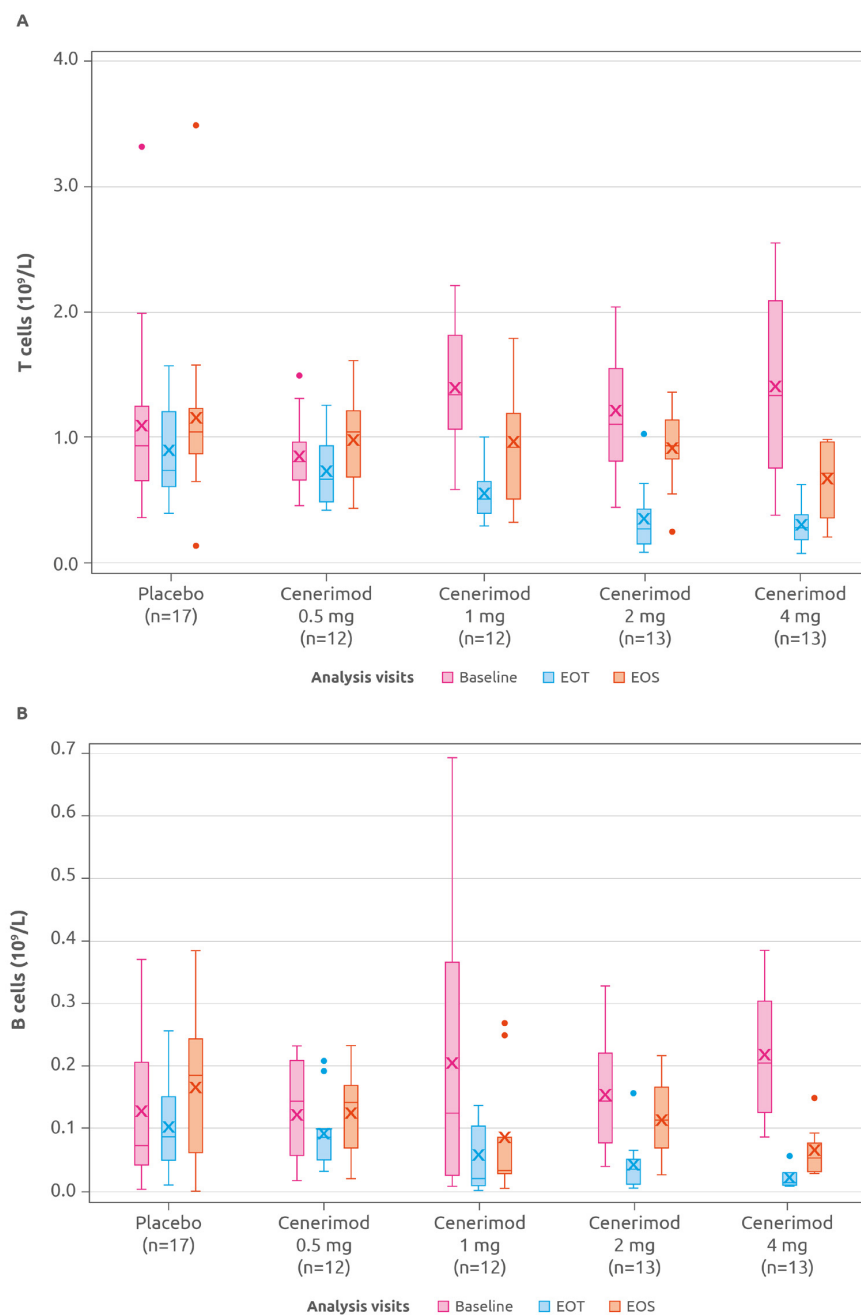 A
T cells (10⁹/L)
4.0
3.0
2.0
1.0
0.0
Placebo
(n=17)
Cenerimod
0.5 mg
(n=12)
Cenerimod
1 mg
(n=12)
Cenerimod
2 mg
(n=13)
Cenerimod
4 mg
(n=13)
Analysis visits Baseline EOT EOS
B
B cells (10⁹/L)
0.7
0.6
0.5
0.4
0.3
0.2
0.1
0.0
Placebo
(n=17)
Cenerimod
0.5 mg
(n=12)
Cenerimod
1 mg
(n=12)
Cenerimod
2 mg
(n=13)
Cenerimod
4 mg
(n=13)
Analysis visits Baseline EOT EOS